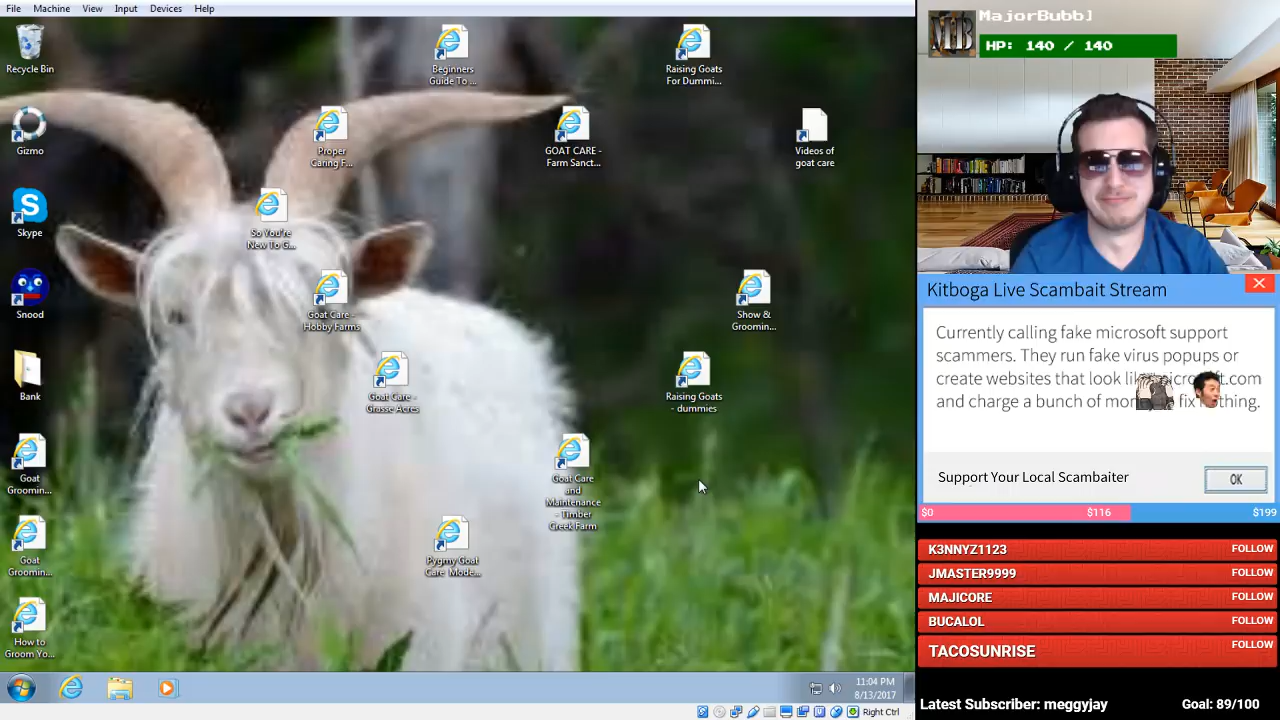 File Machine View Input Devices Help
Recycle Bin
Gizmo
Skype
Snood
Bank
Goat
Groomin...
Goat
Groomin...
How to
Groom Yo...
Beginners
Guide To ...
Raising Goats
For Dummi...
Proper
Caring F...
GOAT CARE -
Farm Sanct...
Videos of
goat care
So You're
New To G...
Goat Care -
Hobby Farms
Show &
Groomin...
Goat Care -
Grasse Acres
Raising Goats
- dummies
Goat Care
and
Maintenance
- Timber
Creek Farm
Pygmy Goat
Care Mode...
11:04 PM
8/13/2017
Right Ctrl
MajorBubb]
MB
HP: 140 / 140
Kitboga Live Scambait Stream
Currently calling fake microsoft support
scammers. They run fake virus popups or
create websites that look .com
and charge a bunch of
Support Your Local Scambaiter
OK
$0 $116 $199
K3NNYZ1123 FOLLOW
JMASTER9999 FOLLOW
MAJICORE FOLLOW
BUCALOL FOLLOW
TACOSUNRISE FOLLOW
Latest Subscriber: meggyjay Goal: 89/100